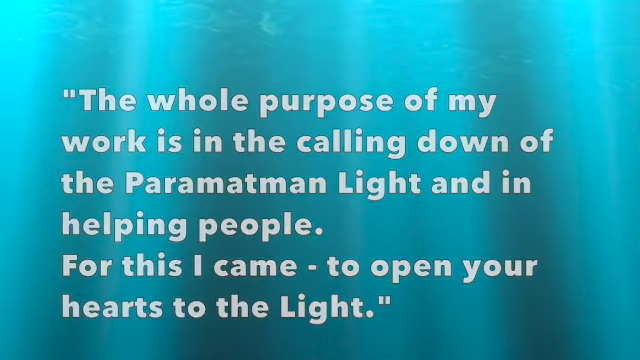 "The whole purpose of my
work is in the calling down of
the Paramatman Light and in
helping people.
For this I came - to open your
hearts to the Light."